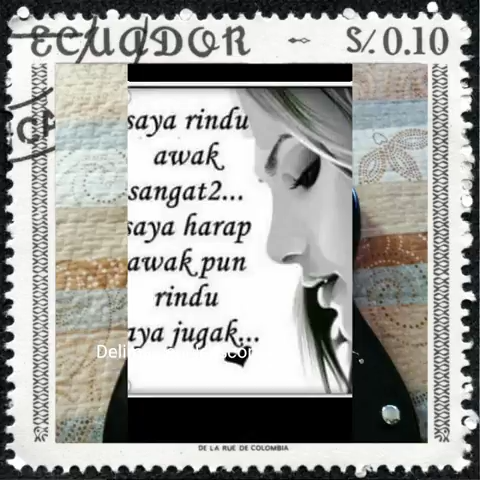 ECUADOR S/. 0.10
saya rindu
awak
sangat2...
saya harap
awak pun
rindu
aya jugak...
DE LA RUE DE COLOMBIA